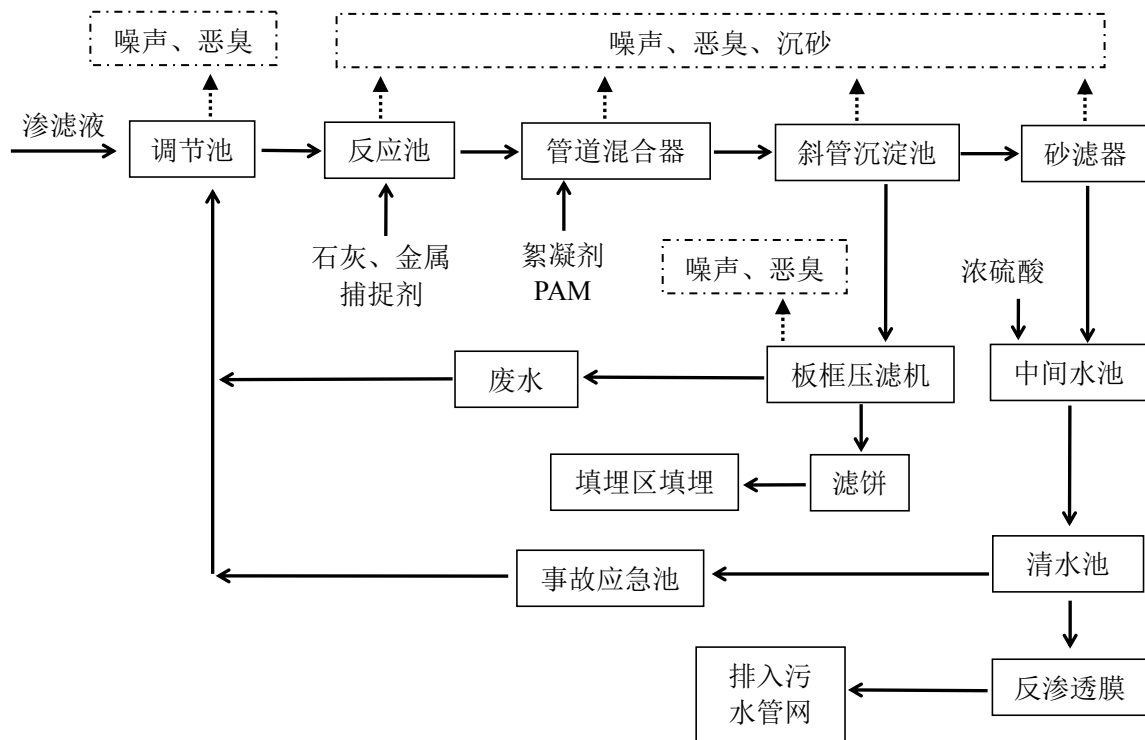 噪声、恶臭
噪声、恶臭、沉砂
渗滤液
调节池
反应池
管道混合器
斜管沉淀池
砂滤器
石灰、金属
捕捉剂
絮凝剂
PAM
噪声、恶臭
浓硫酸
废水
板框压滤机
中间水池
填埋区填埋
滤饼
事故应急池
清水池
排入污
水管网
反渗透膜